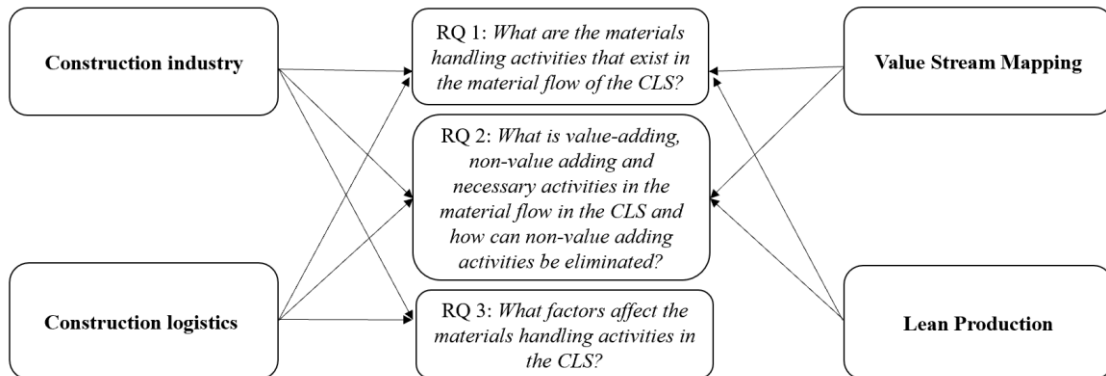 Construction industry
Construction logistics
RQ 1: What are the materials
handling activities that exist in
the material flow of the CLS?
RQ 2: What is value-adding,
non-value adding and
necessary activities in the
material flow in the CLS and
how can non-value adding
activities be eliminated?
RQ 3: What factors affect the
materials handling activities in
the CLS?
Value Stream Mapping
Lean Production